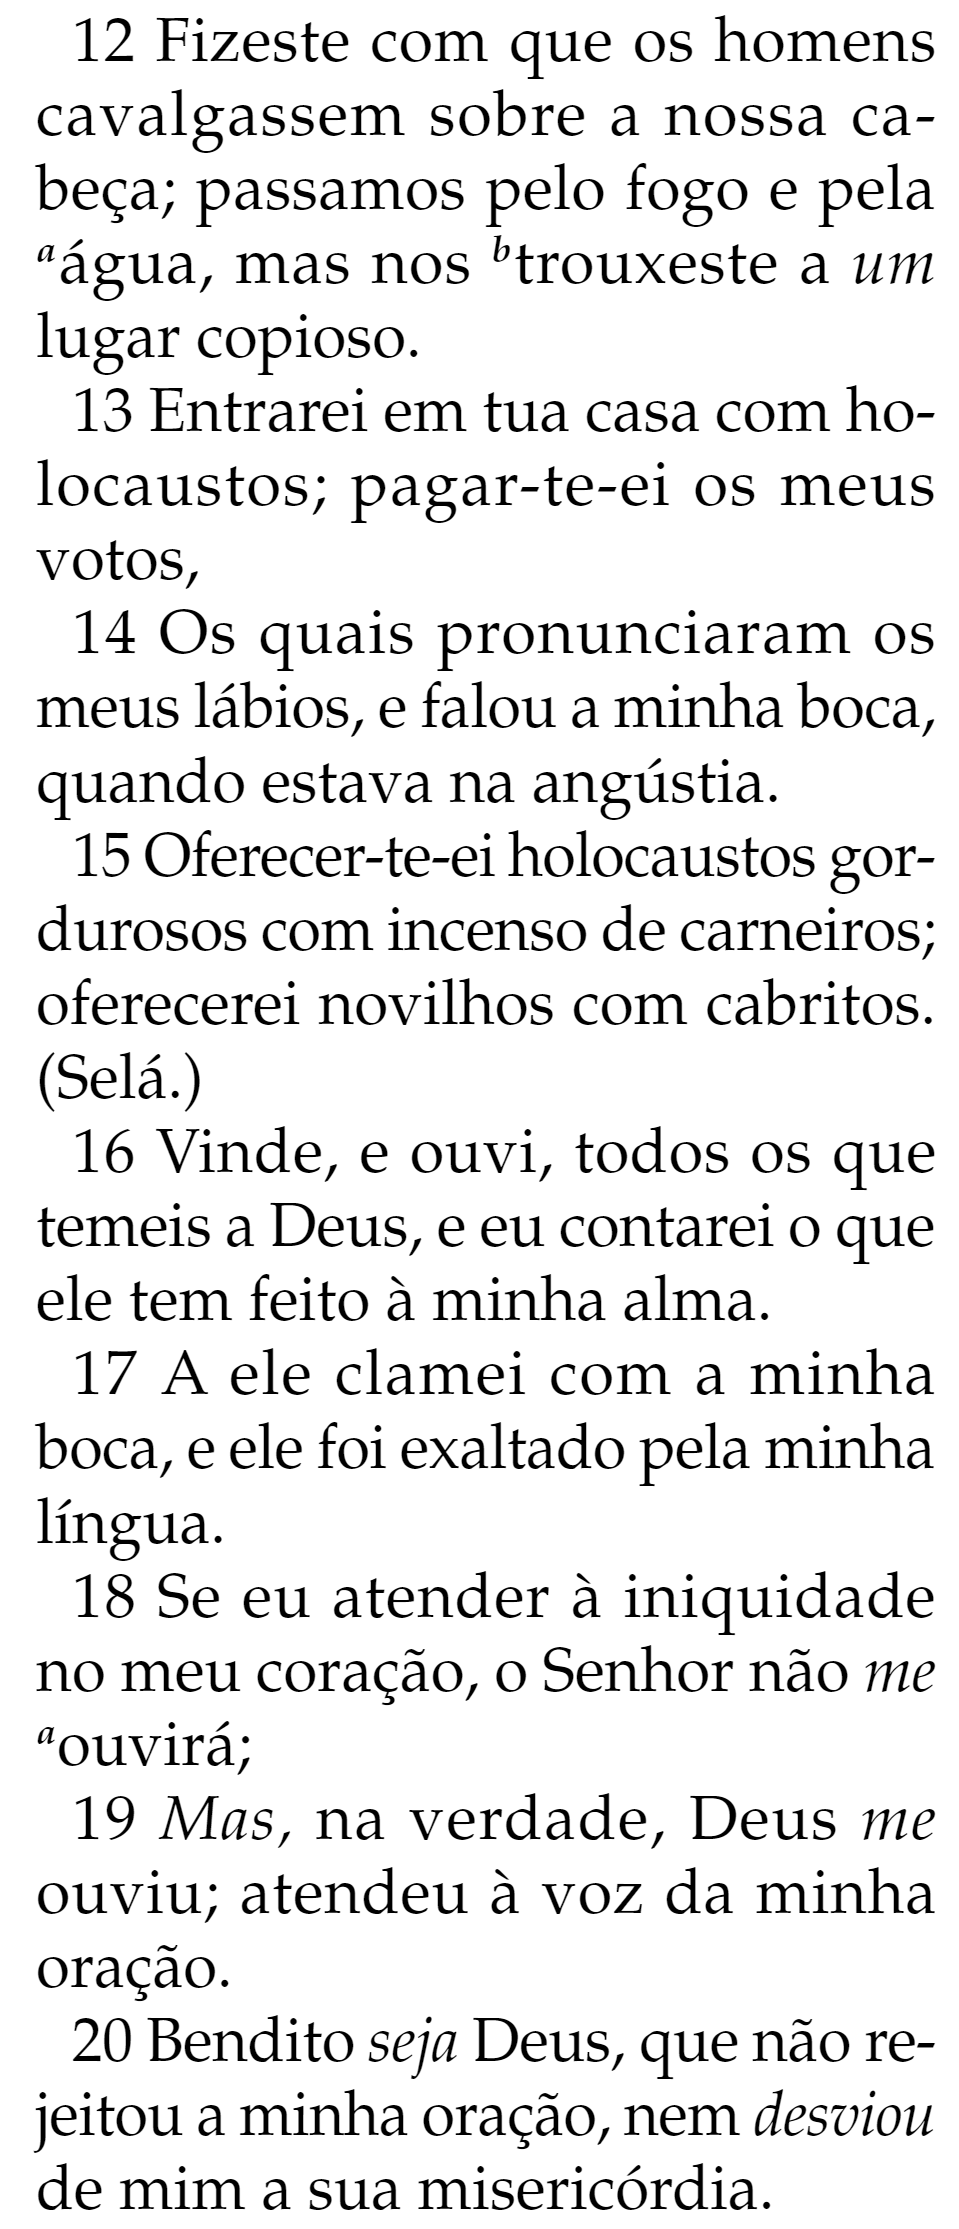 12 Fizeste com que os homens
cavalgassem sobre a nossa ca-
beça; passamos pelo fogo e pela
aágua, mas nos btrouxeste a um
lugar copioso.
13 Entrarei em tua casa com ho-
locaustos; pagar-te-ei os meus
votos,
14 Os quais pronunciaram os
meus lábios, e falou a minha boca,
quando estava na angústia.
15 Oferecer-te-ei holocaustos gor-
durosos com incenso de carneiros;
oferecerei novilhos com cabritos.
(Selá.)
16 Vinde, e ouvi, todos os que
temeis a Deus, e eu contarei o que
ele tem feito à minha alma.
17 A ele clamei com a minha
boca, e ele foi exaltado pela minha
língua.
18 Se eu atender à iniquidade
no meu coração, o Senhor não me
aouvirá;
19 Mas, na verdade, Deus me
ouviu; atendeu à voz da minha
oração.
20 Bendito seja Deus, que não re-
jeitou a minha oração, nem desviou
de mim a sua misericórdia.